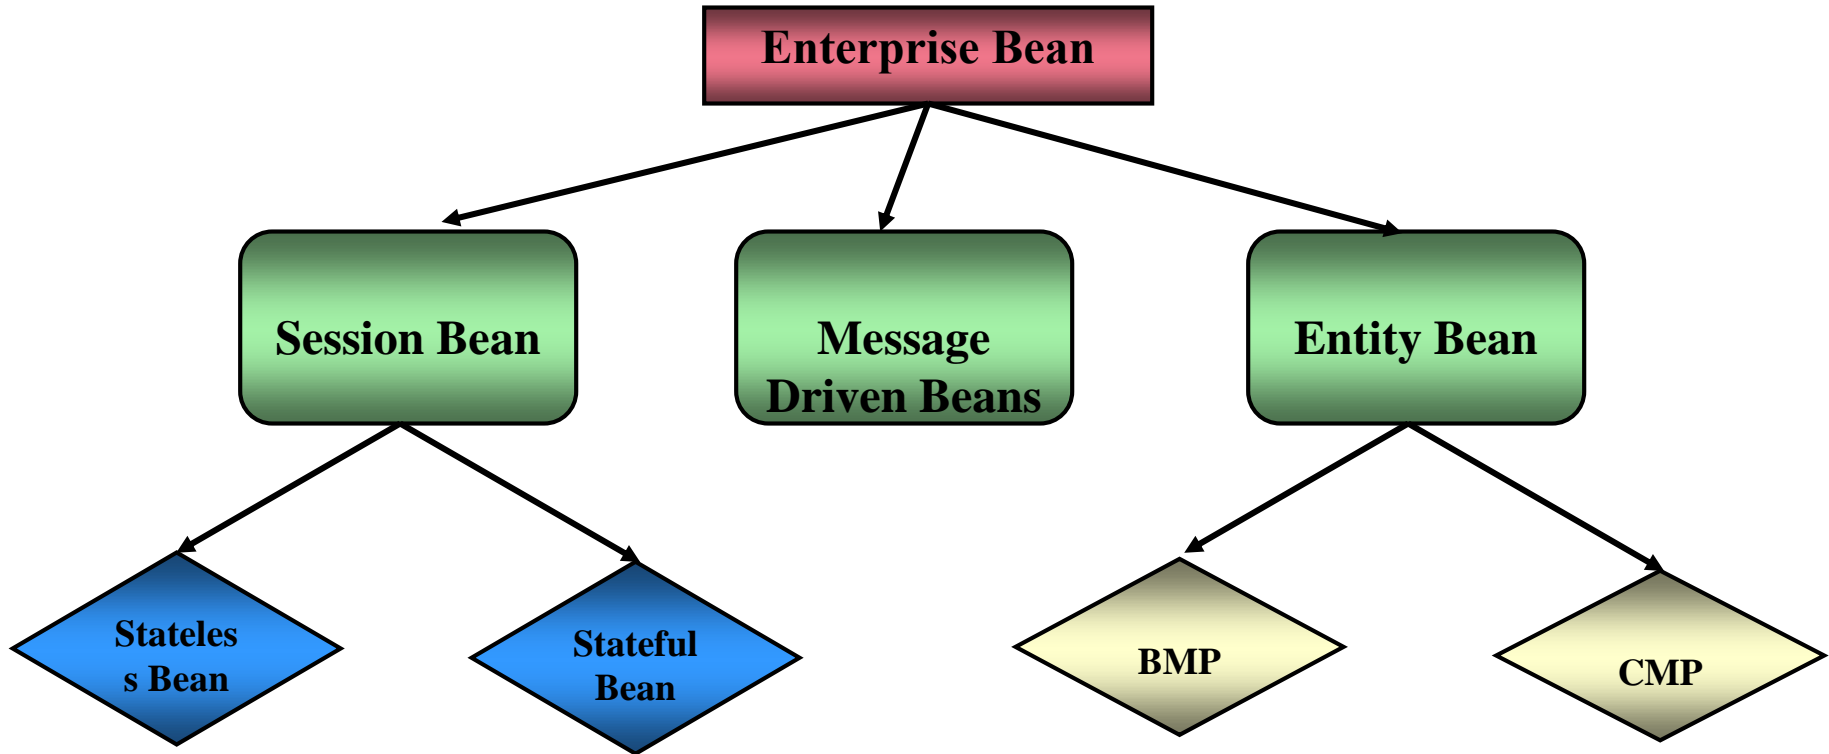 Enterprise Bean
Session Bean
Message
Driven Beans
Entity Bean
Stateles
s Bean
Stateful
Bean
BMP
CMP